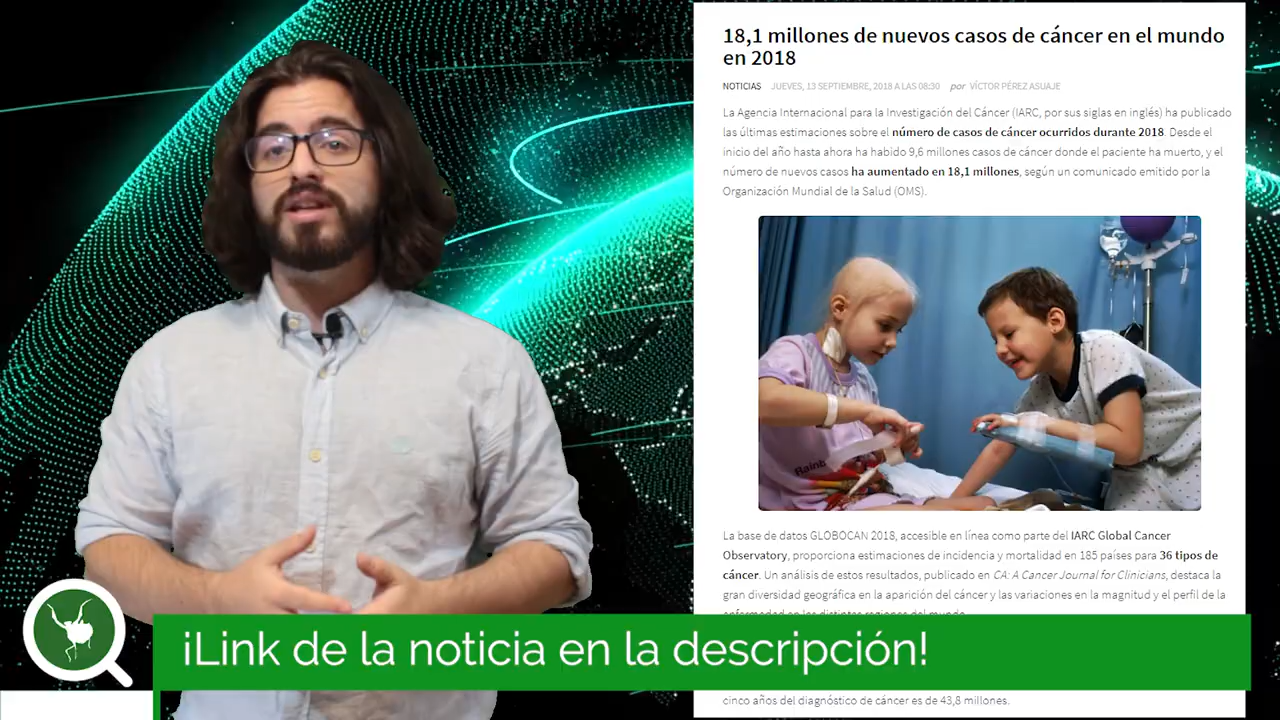 18,1 millones de nuevos casos de cáncer en el mundo
en 2018
NOTICIAS JUEVES, 13 SEPTIEMBRE, 2018 A LAS 08:30 por VÍCTOR PÉREZ ASUAJE
La Agencia Internacional para la Investigación del Cáncer (IARC, por sus siglas en inglés) ha publicado
las últimas estimaciones sobre el número de casos de cáncer ocurridos durante 2018. Desde el
inicio del año hasta ahora ha habido 9,6 millones casos de cáncer donde el paciente ha muerto, y el
número de nuevos casos ha aumentado en 18,1 millones, según un comunicado emitido por la
Organización Mundial de la Salud (OMS).
Rainb
La base de datos GLOBOCAN 2018, accesible en línea como parte del IARC Global Cancer
Observatory, proporciona estimaciones de incidencia y mortalidad en 185 países para 36 tipos de
cáncer. Un análisis de estos resultados, publicado en CA: A Cancer Journal for Clinicians, destaca la
gran diversidad geográfica en la aparición del cáncer y las variaciones en la magnitud y el perfil de la
enfermedad en las distintas regiones del mundo.
¡Link de la noticia en la descripción!
cinco años del diagnóstico de cáncer es de 43,8 millones.